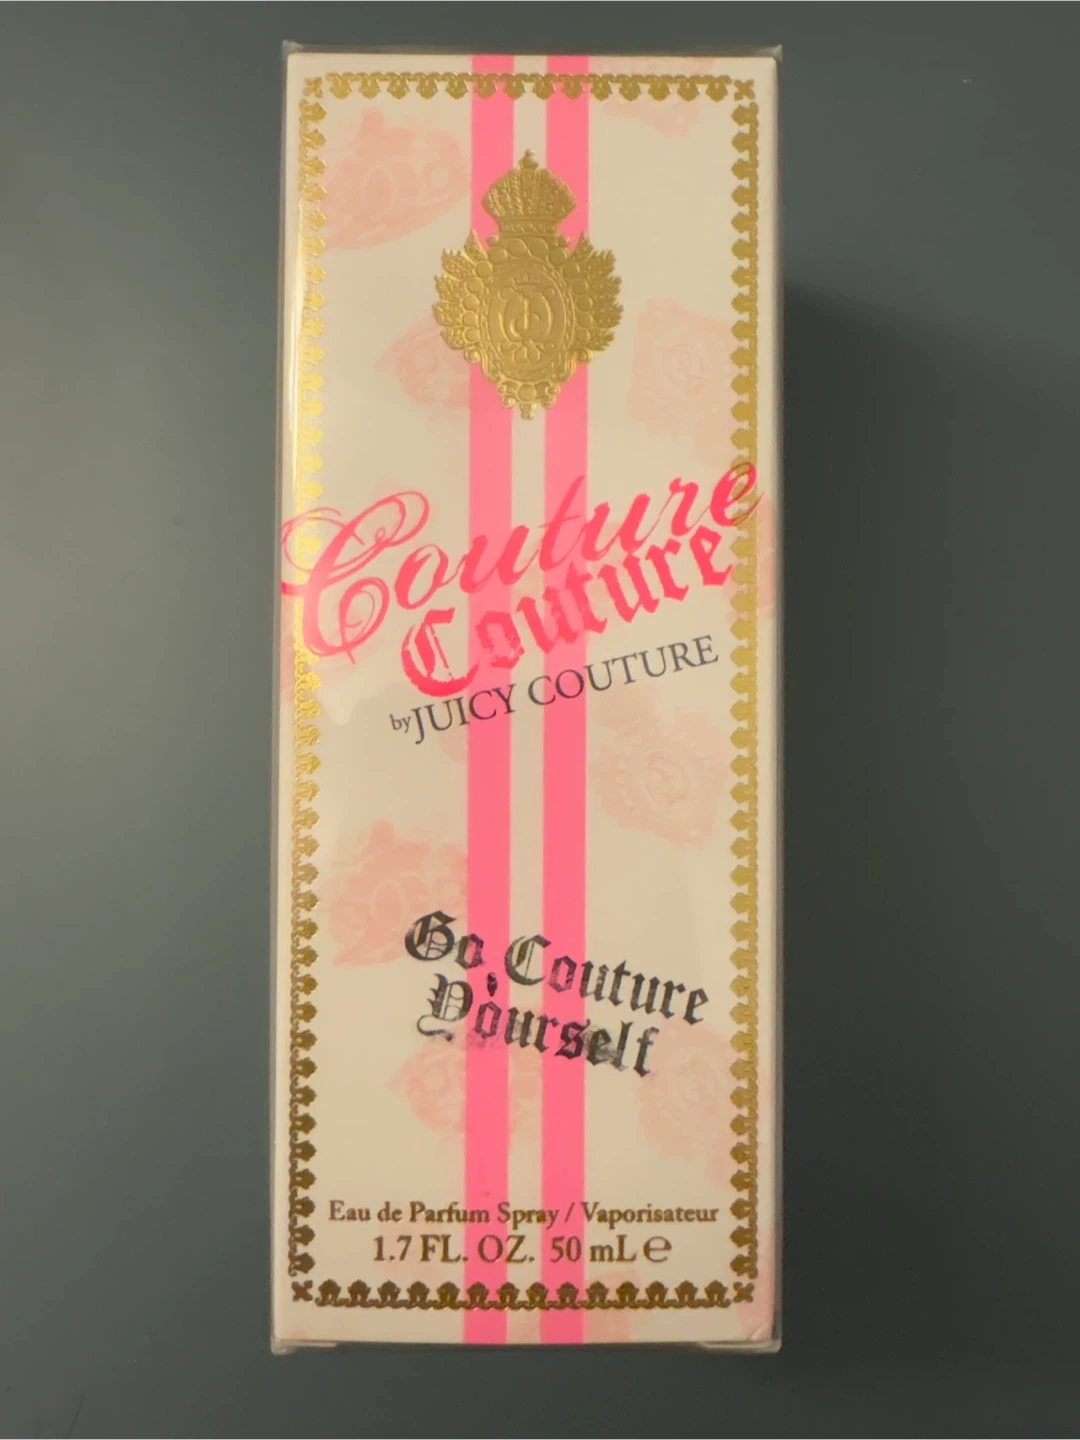 Couture
Couture
by JUICY COUTURE
Go, Couture
Yourself
Eau de Parfum Spray / Vaporisateur
1.7 FL. OZ. 50 mL ℮